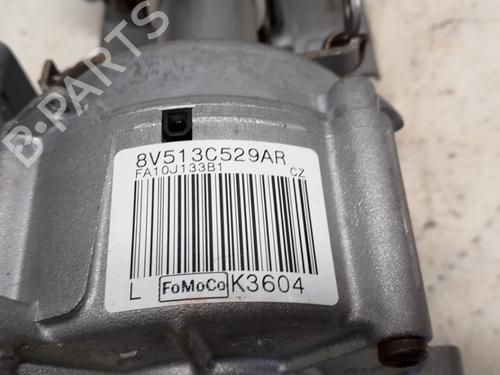 B-PARTS
8V513C529AR
FA10J133B1 CZ
L FoMoCo K3604